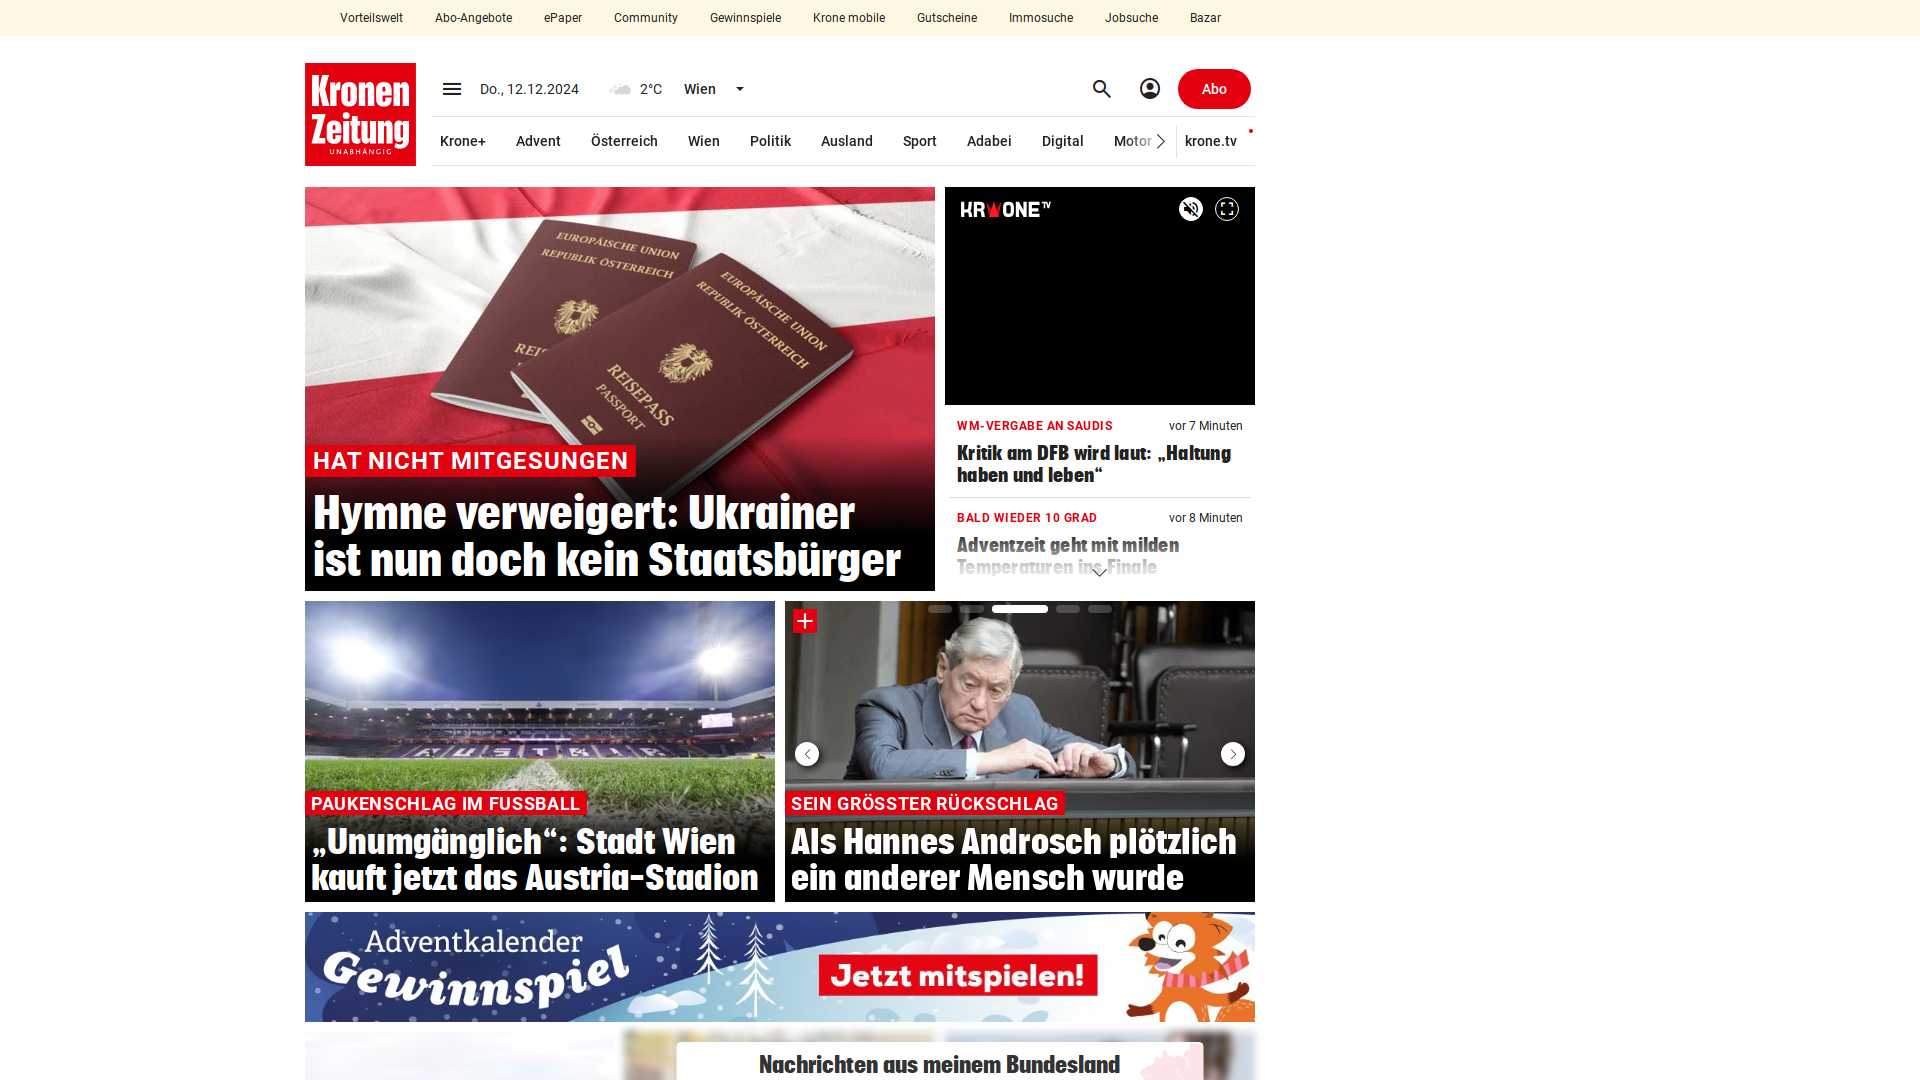 Vorteilswelt
Abo-Angebote
ePaper
Community
Gewinnspiele
Krone mobile
Gutscheine
Immosuche
Jobsuche
Bazar
Kronen
Zeitung
UNABHÄNGIG
Do., 12.12.2024
2°C
Wien
Abo
Krone+
Advent
Österreich
Wien
Politik
Ausland
Sport
Adabei
Digital
Motor
krone.tv
EUROPÄISCHE UNION
REPUBLIK ÖSTERREICH
EUROPÄISCHE UNION
REPUBLIK ÖSTERREICH
REISEPASS
PASSPORT
HAT NICHT MITGESUNGEN
Hymne verweigert: Ukrainer
ist nun doch kein Staatsbürger
KRONE TV
WM-VERGABE AN SAUDIS
vor 7 Minuten
Kritik am DFB wird laut: „Haltung
haben und leben“
BALD WIEDER 10 GRAD
vor 8 Minuten
Adventzeit geht mit milden
Temperaturen ins Finale
AUSTRIA
PAUKENSCHLAG IM FUSSBALL
„Unumgänglich“: Stadt Wien
kauft jetzt das Austria-Stadion
SEIN GRÖSSTER RÜCKSCHLAG
Als Hannes Androsch plötzlich
ein anderer Mensch wurde
Adventkalender
Gewinnspiel
Jetzt mitspielen!
Nachrichten aus meinem Bundesland